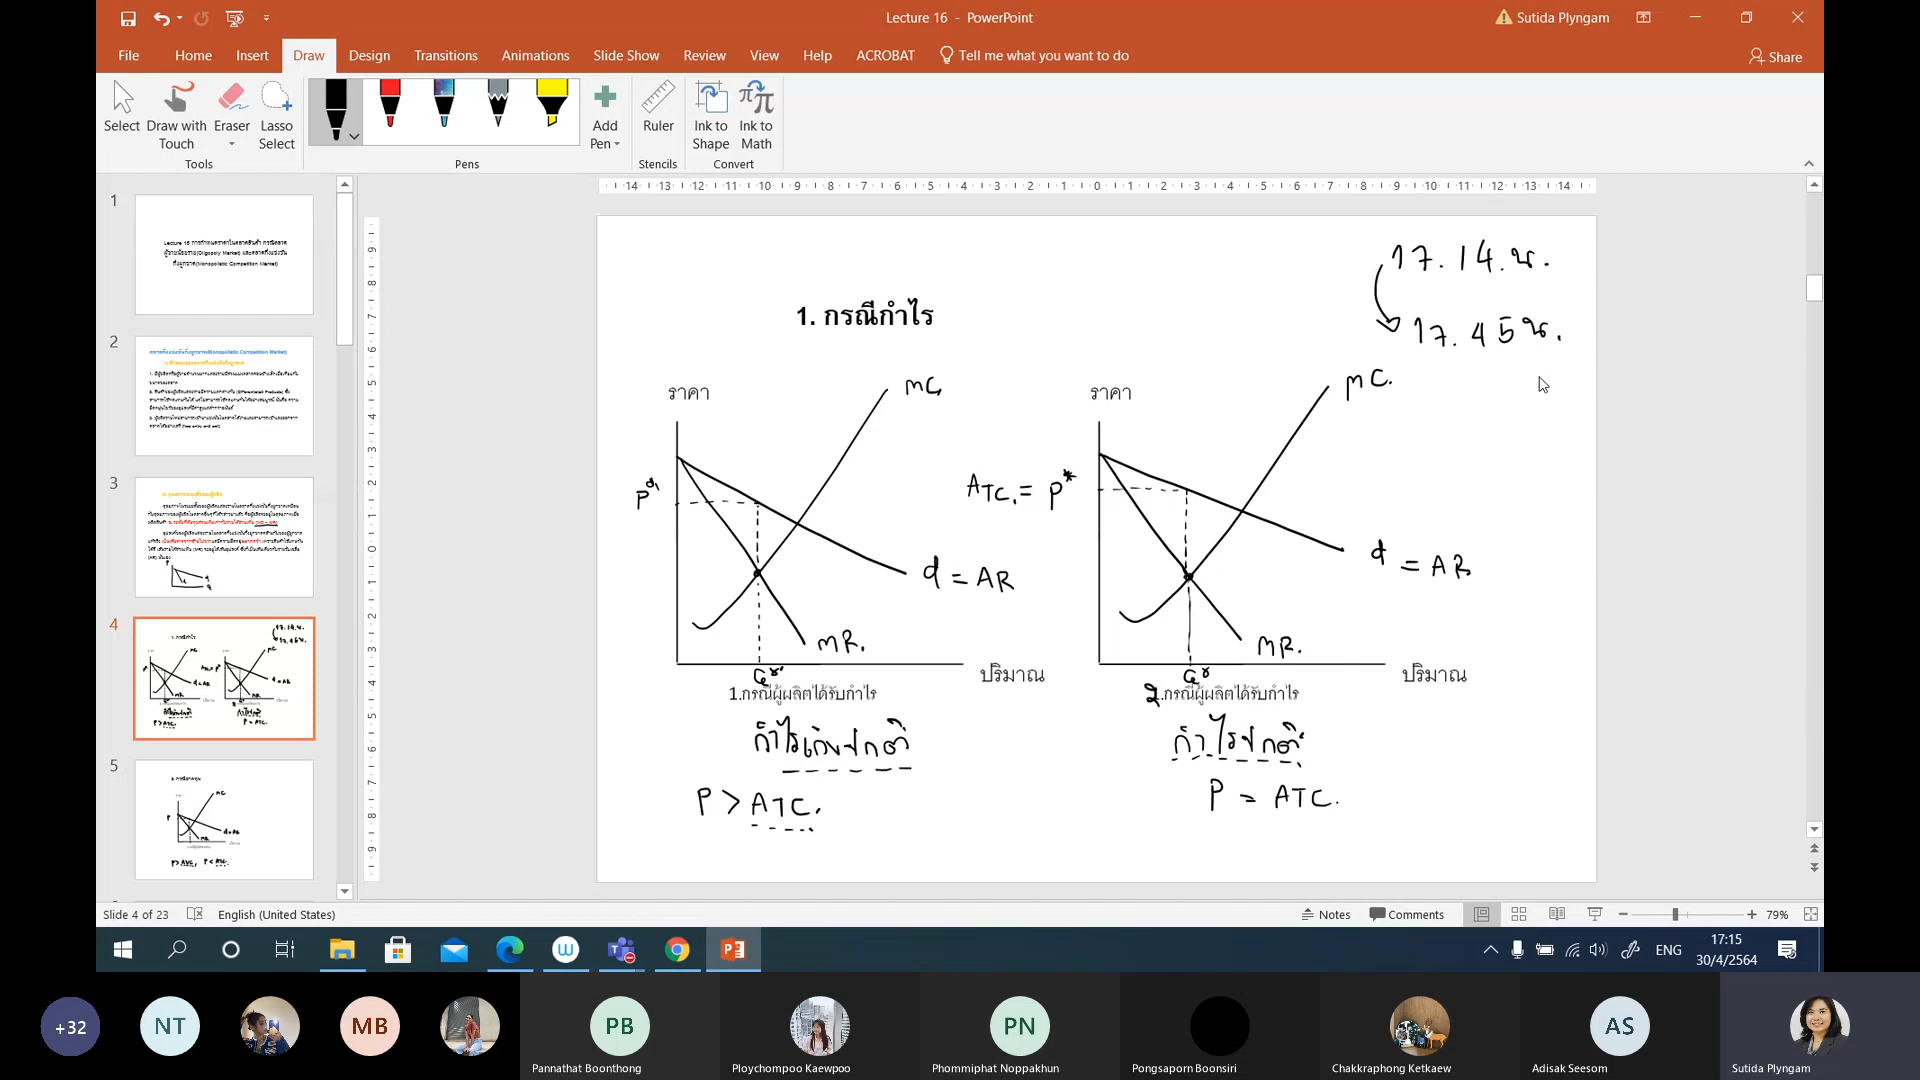 Lecture 16 - PowerPoint
Sutida Plyngam
File Home Insert Draw Design Transitions Animations Slide Show Review View Help ACROBAT Tell me what you want to do
Share
Select
Draw with Touch
Eraser
Lasso Select
Add Pen
Ruler
Ink to Shape
Ink to Math
Tools
Pens
Stencils
Convert
1
2
3
4
5
17.14 น.
17.45 น.
1. กรณีกำไร
ราคา
MC
P*
d = AR
MR.
ปริมาณ
1.กรณีผู้ผลิตได้รับกำไร
กำไรเกินปกติ
P > ATC.
ราคา
MC.
ATC. = P*
d = AR
MR.
ปริมาณ
2.กรณีผู้ผลิตได้รับกำไร
กำไรปกติ
P = ATC.
Slide 4 of 23
English (United States)
Notes
Comments
79%
ENG
17:15
30/4/2564
+32
NT
MB
PB
PN
AS
Pannathat Boonthong
Ploychompoo Kaewpoo
Phommiphat Noppakhun
Pongsaporn Boonsiri
Chakkraphong Ketkaew
Adisak Seesom
Sutida Plyngam